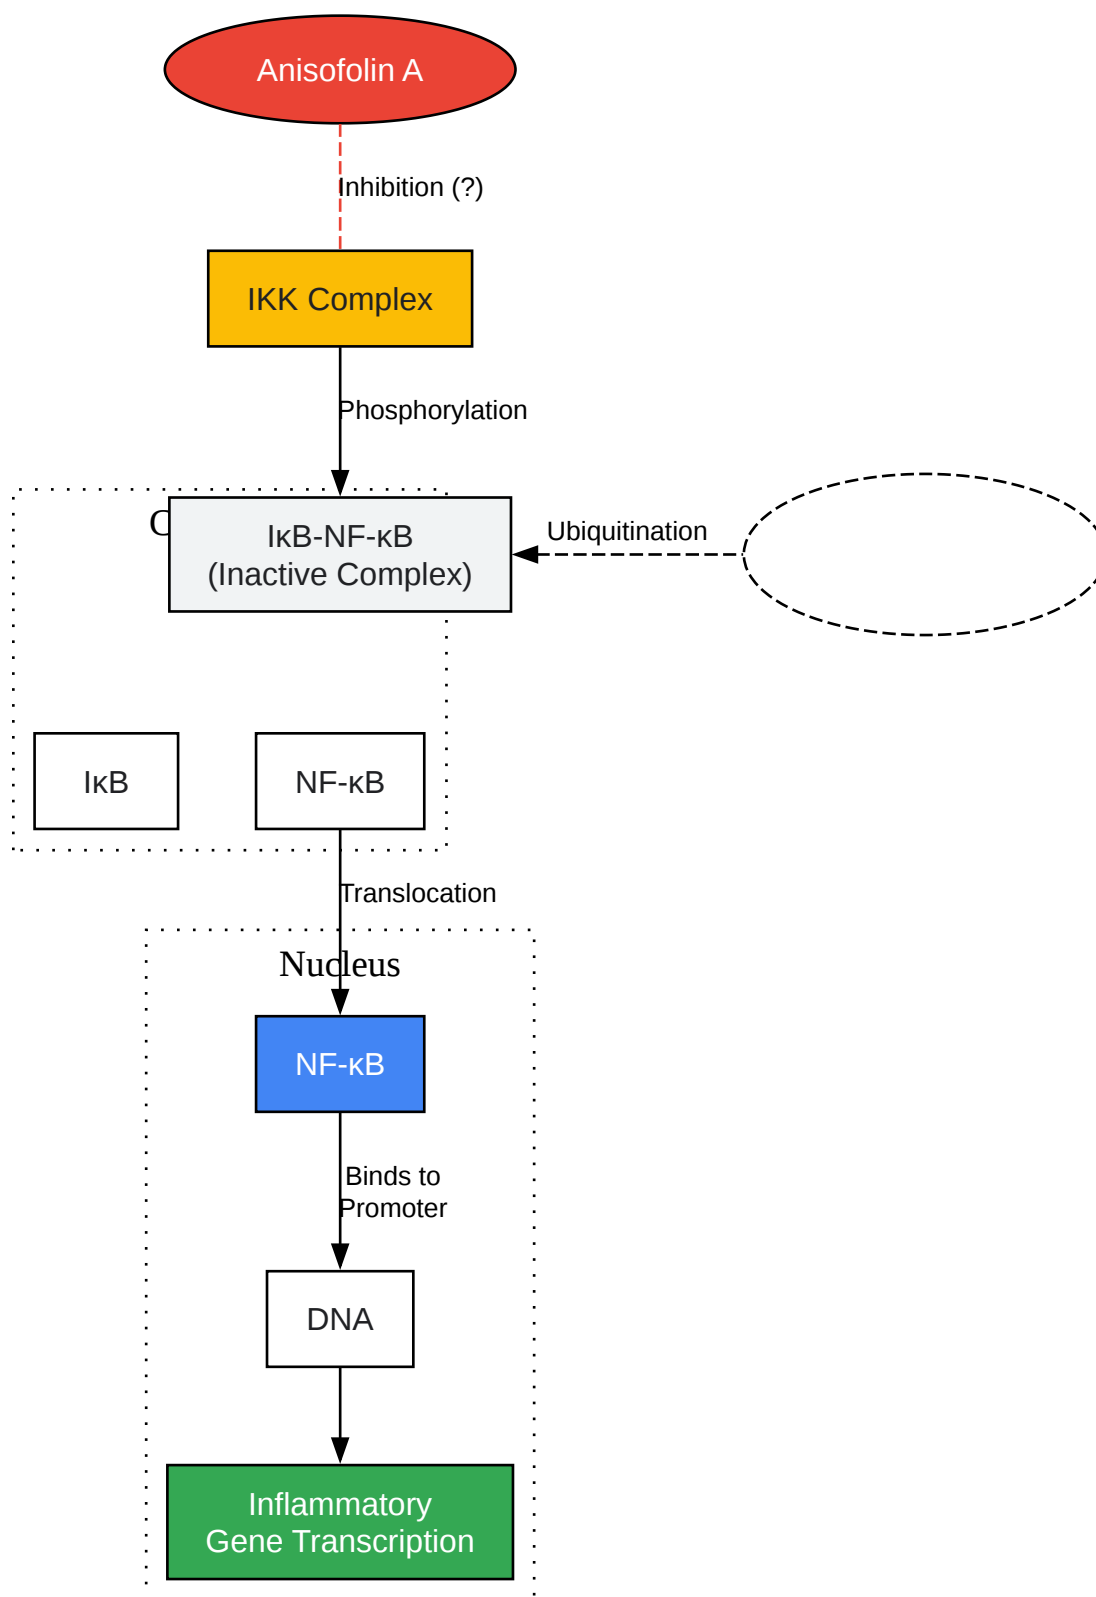 Anisofolin A
Inhibition (?)
IKK Complex
Phosphorylation
IκB-NF-κB
(Inactive Complex)
Ubiquitination
IκB
NF-κB
Translocation
Nucleus
NF-κB
Binds to
Promoter
DNA
Inflammatory
Gene Transcription